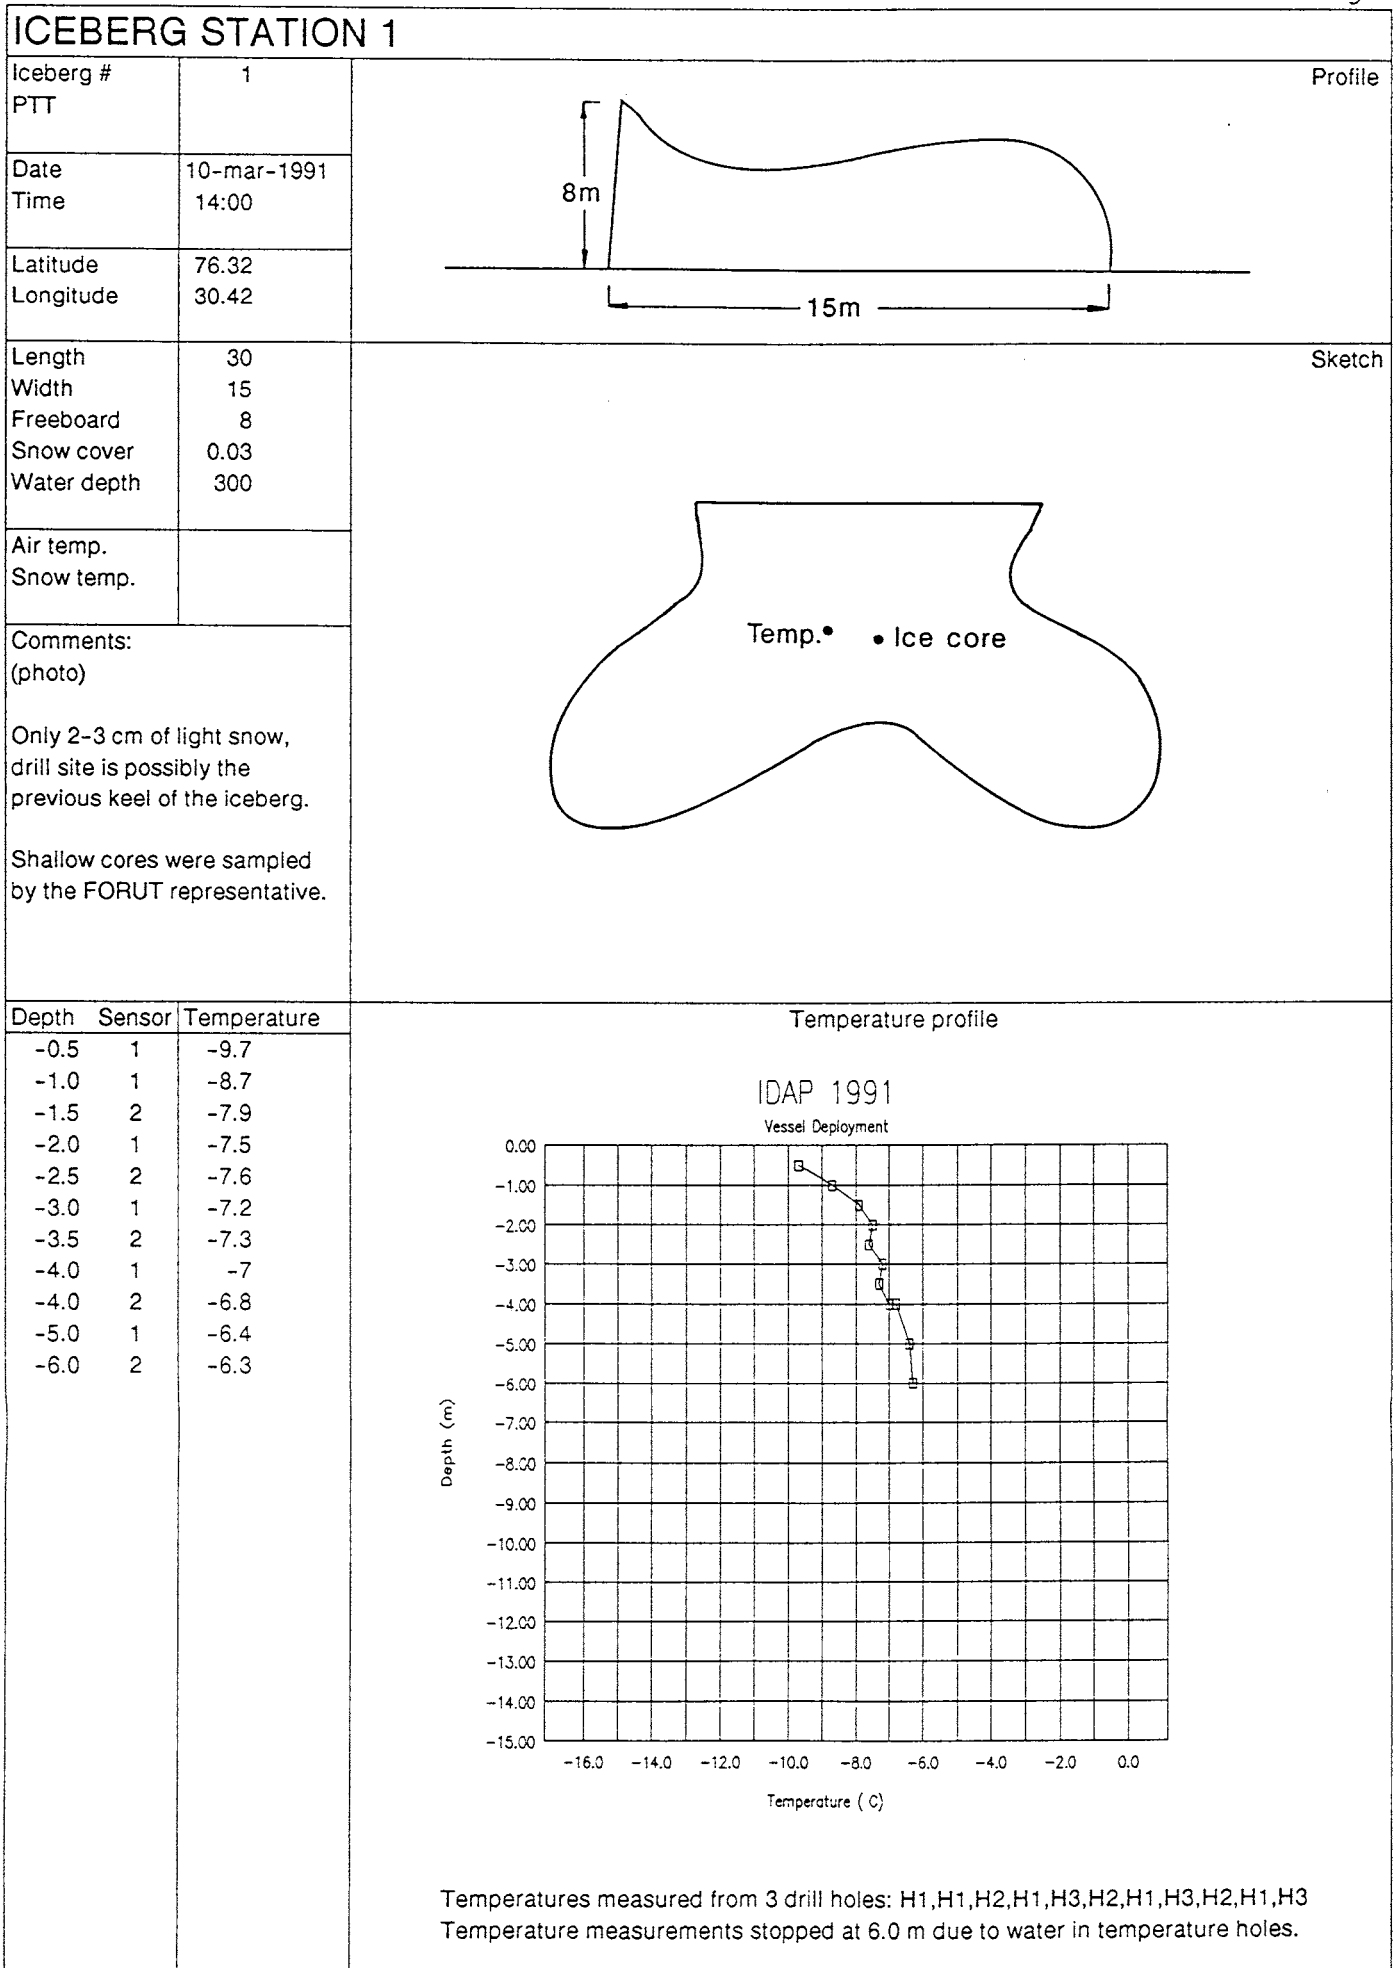 ICEBERG STATION 1
Iceberg # 1
PTT
Date 10-mar-1991
Time 14:00
Latitude 76.32
Longitude 30.42
Length 30
Width 15
Freeboard 8
Snow cover 0.03
Water depth 300
Air temp.
Snow temp.
Comments:
(photo)
Only 2-3 cm of light snow,
drill site is possibly the
previous keel of the iceberg.
Shallow cores were sampled
by the FORUT representative.
Profile
8m
15m
Sketch
Temp. Ice core
Depth Sensor Temperature
-0.5 1 -9.7
-1.0 1 -8.7
-1.5 2 -7.9
-2.0 1 -7.5
-2.5 2 -7.6
-3.0 1 -7.2
-3.5 2 -7.3
-4.0 1 -7
-4.0 2 -6.8
-5.0 1 -6.4
-6.0 2 -6.3
Temperature profile
IDAP 1991
Vessel Deployment
0.00
-1.00
-2.00
-3.00
-4.00
-5.00
-6.00
-7.00
-8.00
-9.00
-10.00
-11.00
-12.00
-13.00
-14.00
-15.00
Depth (m)
-16.0 -14.0 -12.0 -10.0 -8.0 -6.0 -4.0 -2.0 0.0
Temperature ( C)
Temperatures measured from 3 drill holes: H1,H1,H2,H1,H3,H2,H1,H3,H2,H1,H3
Temperature measurements stopped at 6.0 m due to water in temperature holes.